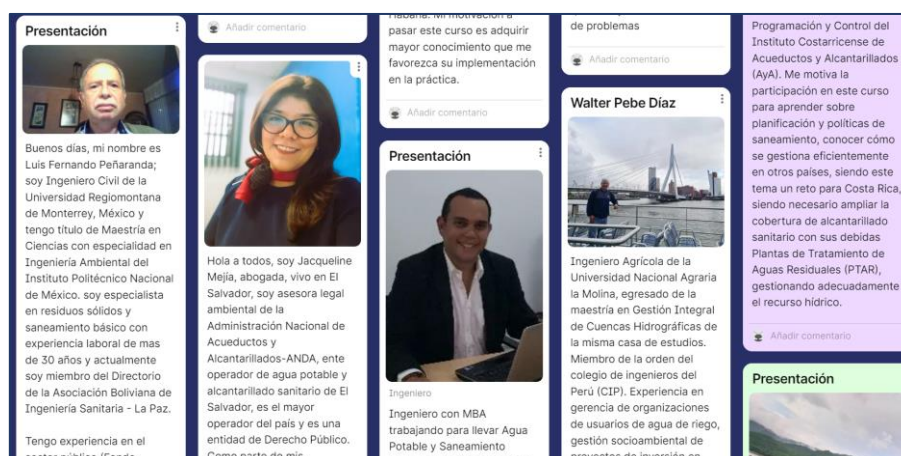 Presentación
Buenos días, mi nombre es
Luis Fernando Peñaranda;
soy Ingeniero Civil de la
Universidad Regiomontana
de Monterrey, México y
tengo título de Maestría en
Ciencias con especialidad en
Ingeniería Ambiental del
Instituto Politécnico Nacional
de México. soy especialista
en residuos sólidos y
saneamiento básico con
experiencia laboral de mas
de 30 años y actualmente
soy miembro del Directorio
de la Asociación Boliviana de
Ingeniería Sanitaria - La Paz.
Tengo experiencia en el
Añadir comentario
Hola a todos, soy Jacqueline
Mejía, abogada, vivo en El
Salvador, soy asesora legal
ambiental de la
Administración Nacional de
Acueductos y
Alcantarillados-ANDA, ente
operador de agua potable y
alcantarillado sanitario de El
Salvador, es el mayor
operador del país y es una
entidad de Derecho Público.
Como parte de mis
Habana. Mi motivación a
pasar este curso es adquirir
mayor conocimiento que me
favorezca su implementación
en la práctica.
Añadir comentario
Presentación
Ingeniero
Ingeniero con MBA
trabajando para llevar Agua
Potable y Saneamiento
de problemas
Añadir comentario
Walter Pebe Díaz
Ingeniero Agrícola de la
Universidad Nacional Agraria
la Molina, egresado de la
maestría en Gestión Integral
de Cuencas Hidrográficas de
la misma casa de estudios.
Miembro de la orden del
colegio de ingenieros del
Perú (CIP). Experiencia en
gerencia de organizaciones
de usuarios de agua de riego,
gestión socioambiental de
proyectos de inversión en
Programación y Control del
Instituto Costarricense de
Acueductos y Alcantarillados
(AyA). Me motiva la
participación en este curso
para aprender sobre
planificación y políticas de
saneamiento, conocer cómo
se gestiona eficientemente
en otros países, siendo este
tema un reto para Costa Rica,
siendo necesario ampliar la
cobertura de alcantarillado
sanitario con sus debidas
Plantas de Tratamiento de
Aguas Residuales (PTAR),
gestionando adecuadamente
el recurso hídrico.
Añadir comentario
Presentación